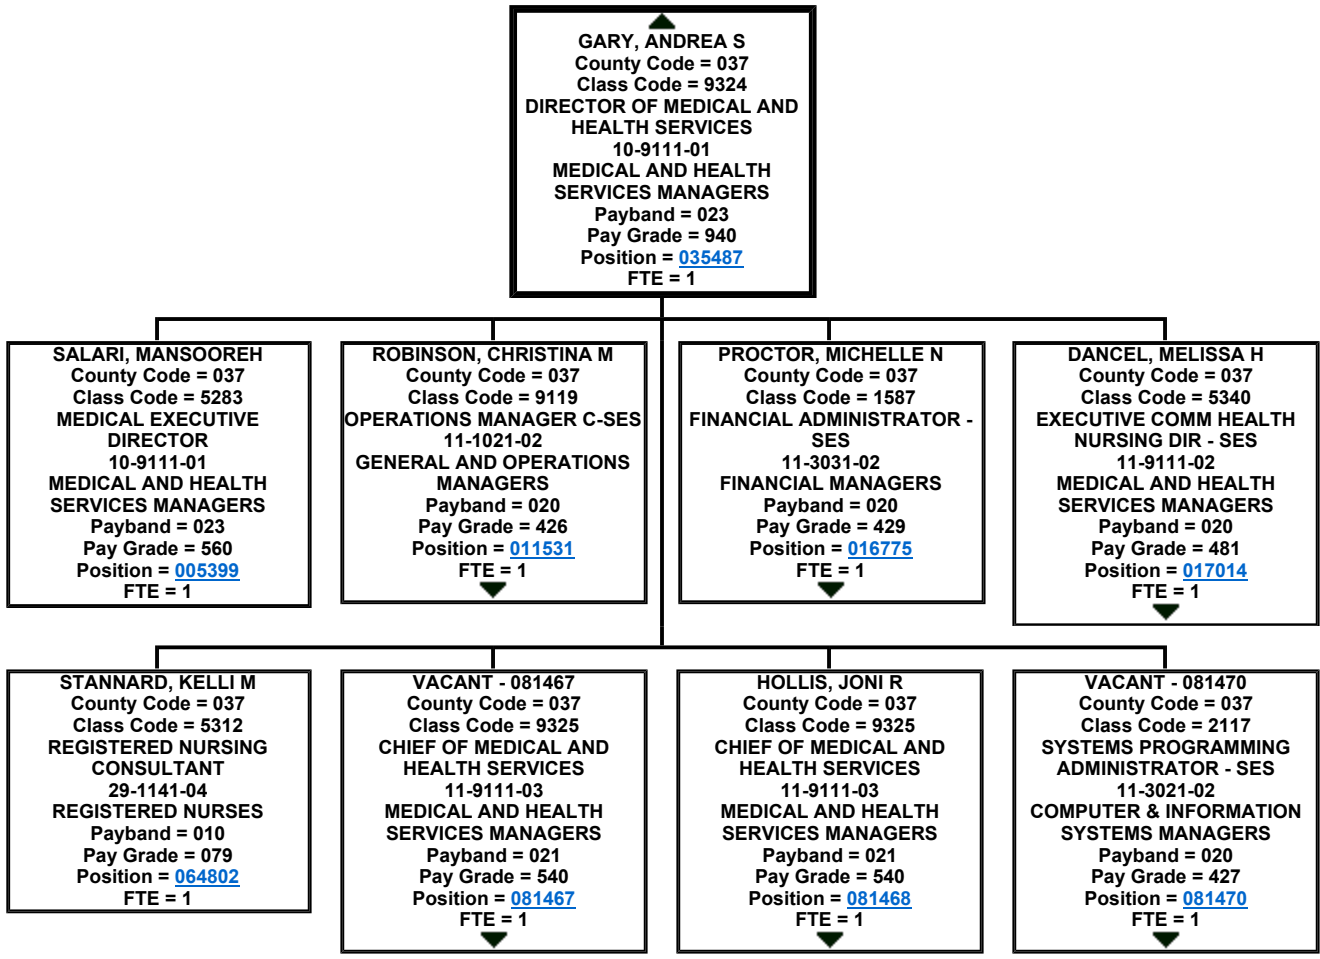 GARY, ANDREA S
County Code = 037
Class Code = 9324
DIRECTOR OF MEDICAL AND
HEALTH SERVICES
10-9111-01
MEDICAL AND HEALTH
SERVICES MANAGERS
Payband = 023
Pay Grade = 940
Position = 035487
FTE = 1
SALARI, MANSOOREH
County Code = 037
Class Code = 5283
MEDICAL EXECUTIVE
DIRECTOR
10-9111-01
MEDICAL AND HEALTH
SERVICES MANAGERS
Payband = 023
Pay Grade = 560
Position = 005399
FTE = 1
ROBINSON, CHRISTINA M
County Code = 037
Class Code = 9119
OPERATIONS MANAGER C-SES
11-1021-02
GENERAL AND OPERATIONS
MANAGERS
Payband = 020
Pay Grade = 426
Position = 011531
FTE = 1
PROCTOR, MICHELLE N
County Code = 037
Class Code = 1587
FINANCIAL ADMINISTRATOR -
SES
11-3031-02
FINANCIAL MANAGERS
Payband = 020
Pay Grade = 429
Position = 016775
FTE = 1
DANCEL, MELISSA H
County Code = 037
Class Code = 5340
EXECUTIVE COMM HEALTH
NURSING DIR - SES
11-9111-02
MEDICAL AND HEALTH
SERVICES MANAGERS
Payband = 020
Pay Grade = 481
Position = 017014
FTE = 1
STANNARD, KELLI M
County Code = 037
Class Code = 5312
REGISTERED NURSING
CONSULTANT
29-1141-04
REGISTERED NURSES
Payband = 010
Pay Grade = 079
Position = 064802
FTE = 1
VACANT - 081467
County Code = 037
Class Code = 9325
CHIEF OF MEDICAL AND
HEALTH SERVICES
11-9111-03
MEDICAL AND HEALTH
SERVICES MANAGERS
Payband = 021
Pay Grade = 540
Position = 081467
FTE = 1
HOLLIS, JONI R
County Code = 037
Class Code = 9325
CHIEF OF MEDICAL AND
HEALTH SERVICES
11-9111-03
MEDICAL AND HEALTH
SERVICES MANAGERS
Payband = 021
Pay Grade = 540
Position = 081468
FTE = 1
VACANT - 081470
County Code = 037
Class Code = 2117
SYSTEMS PROGRAMMING
ADMINISTRATOR - SES
11-3021-02
COMPUTER & INFORMATION
SYSTEMS MANAGERS
Payband = 020
Pay Grade = 427
Position = 081470
FTE = 1